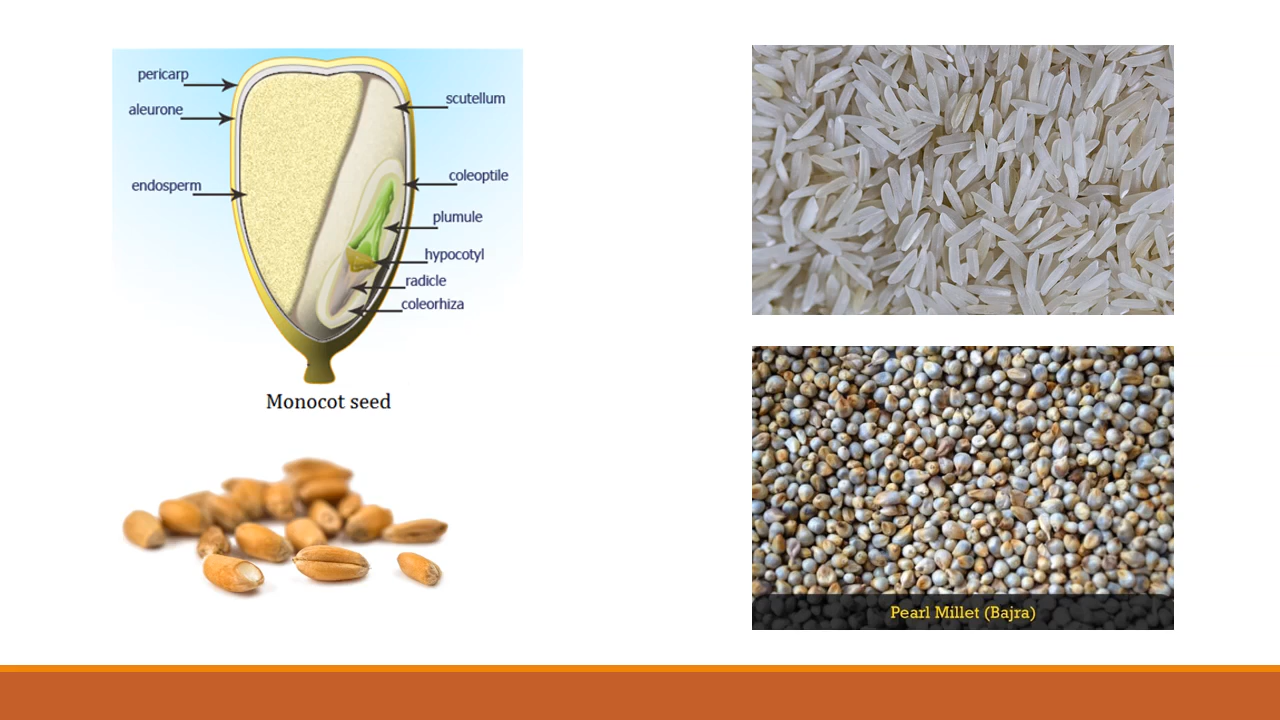 pericarp
aleurone
endosperm
scutellum
coleoptile
plumule
hypocotyl
radicle
coleorhiza
Monocot seed
Pearl Millet (Bajra)